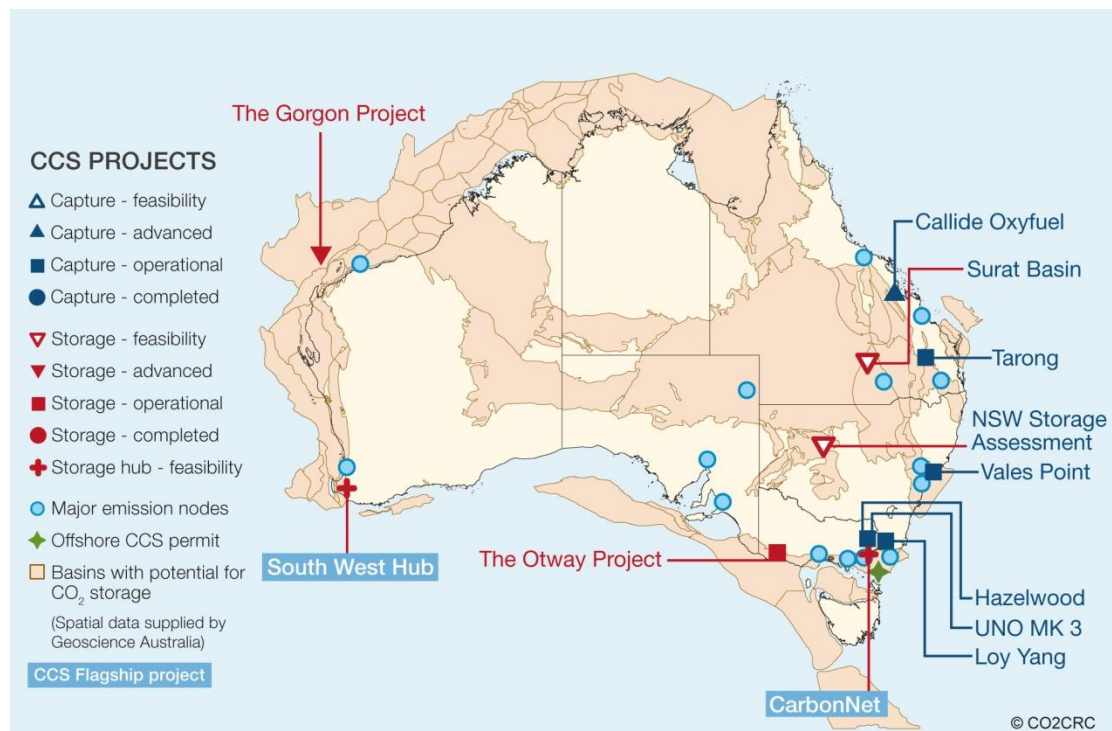 The Gorgon Project
CCS PROJECTS
Capture - feasibility
Capture - advanced
Capture - operational
Capture - completed
Storage - feasibility
Storage - advanced
Storage - operational
Storage - completed
Storage hub - feasibility
Major emission nodes
Offshore CCS permit
Basins with potential for
CO₂ storage
(Spatial data supplied by
Geoscience Australia)
CCS Flagship project
Callide Oxyfuel
Surat Basin
Tarong
NSW Storage
Assessment
Vales Point
South West Hub
The Otway Project
Hazelwood
UNO MK 3
Loy Yang
CarbonNet
© CO2CRC